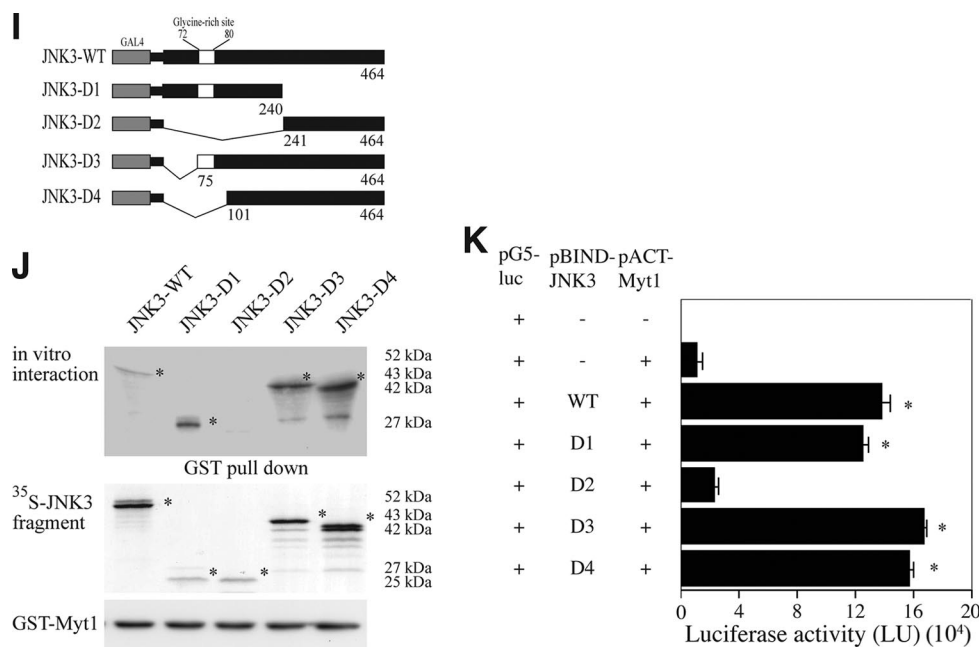 I
Glycine-rich site
GAL4 72 80
JNK3-WT
464
JNK3-D1
240
JNK3-D2
241 464
JNK3-D3
75 464
JNK3-D4
101 464
J
JNK3-WT JNK3-D1 JNK3-D2 JNK3-D3 JNK3-D4
in vitro
interaction
* * * *
52 kDa
43 kDa
42 kDa
27 kDa
GST pull down
35S-JNK3
fragment
* * * * *
52 kDa
43 kDa
42 kDa
27 kDa
25 kDa
GST-Myt1
K
pG5- pBIND- pACT-
luc JNK3 Myt1
+ - -
+ - +
+ WT + *
+ D1 + *
+ D2 +
+ D3 + *
+ D4 + *
0 4 8 12 16 20
Luciferase activity (LU) (10⁴)